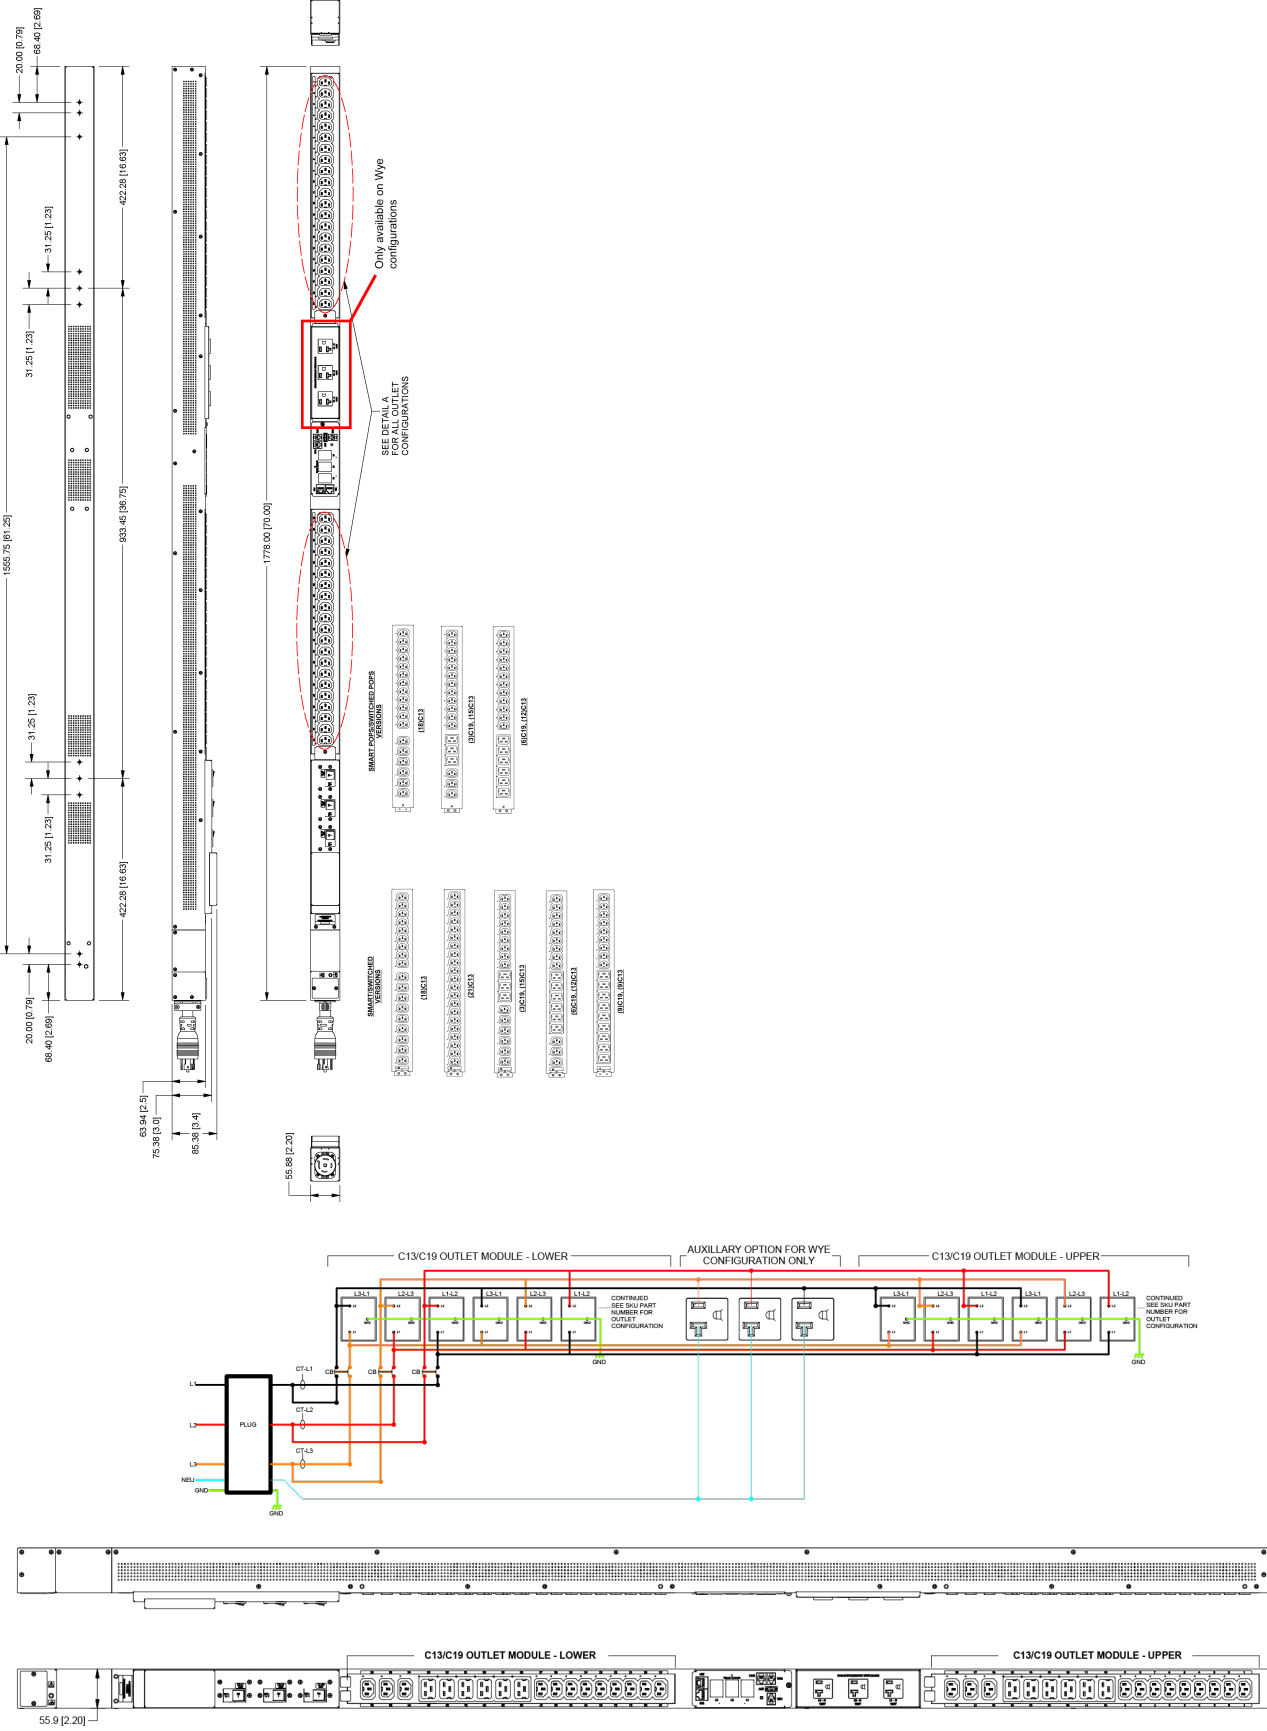 20.00 [0.79]
68.40 [2.69]
422.28 [16.63]
31.25 [1.23]
31.25 [1.23]
1555.75 [61.25]
933.45 [36.75]
31.25 [1.23]
31.25 [1.23]
422.28 [16.63]
20.00 [0.79]
68.40 [2.69]
63.94 [2.5]
75.38 [3.0]
85.38 [3.4]
1778.00 [70.00]
55.88 [2.20]
Only available on Wye
configurations
SEE DETAIL A
FOR ALL OUTLET
CONFIGURATIONS
SMART POPS/SWITCHED POPS
VERSIONS
(18)C13
(3)C19, (15)C13
(6)C19, (12)C13
SMART/SWITCHED
VERSIONS
(18)C13
(21)C13
(3)C19, (15)C13
(6)C19, (12)C13
(9)C19, (9)C13
C13/C19 OUTLET MODULE - LOWER
AUXILLARY OPTION FOR WYE
CONFIGURATION ONLY
C13/C19 OUTLET MODULE - UPPER
L3-L1 L2-L3 L1-L2 L3-L1 L2-L3 L1-L2
CONTINUED
SEE SKU PART
NUMBER FOR
OUTLET
CONFIGURATION
L3-L1 L2-L3 L1-L2 L3-L1 L2-L3 L1-L2
CONTINUED
SEE SKU PART
NUMBER FOR
OUTLET
CONFIGURATION
GND
GND
CB CB CB
CT-L1
L1
CT-L2
L2
PLUG
CT-L3
L3
NEU
GND
GND
C13/C19 OUTLET MODULE - LOWER
C13/C19 OUTLET MODULE - UPPER
55.9 [2.20]